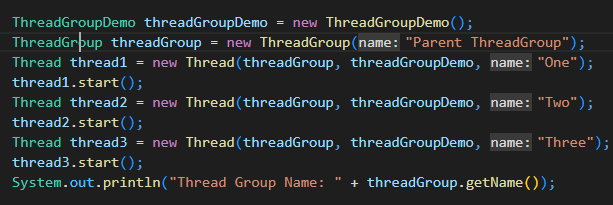 ThreadGroupDemo threadGroupDemo = new ThreadGroupDemo();
ThreadGroup threadGroup = new ThreadGroup(name: "Parent ThreadGroup");
Thread thread1 = new Thread(threadGroup, threadGroupDemo, name: "One");
thread1.start();
Thread thread2 = new Thread(threadGroup, threadGroupDemo, name: "Two");
thread2.start();
Thread thread3 = new Thread(threadGroup, threadGroupDemo, name: "Three");
thread3.start();
System.out.println("Thread Group Name: " + threadGroup.getName());